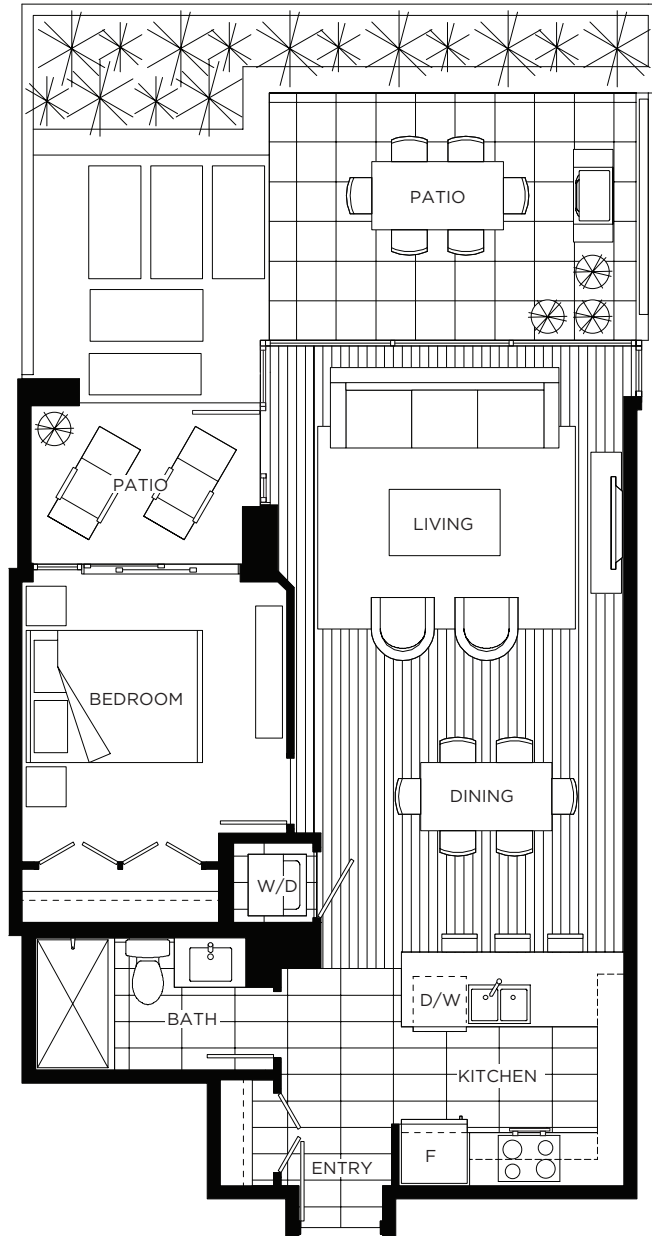 PATIO
PATIO
LIVING
BEDROOM
DINING
W/D
D/W
BATH
KITCHEN
F
ENTRY